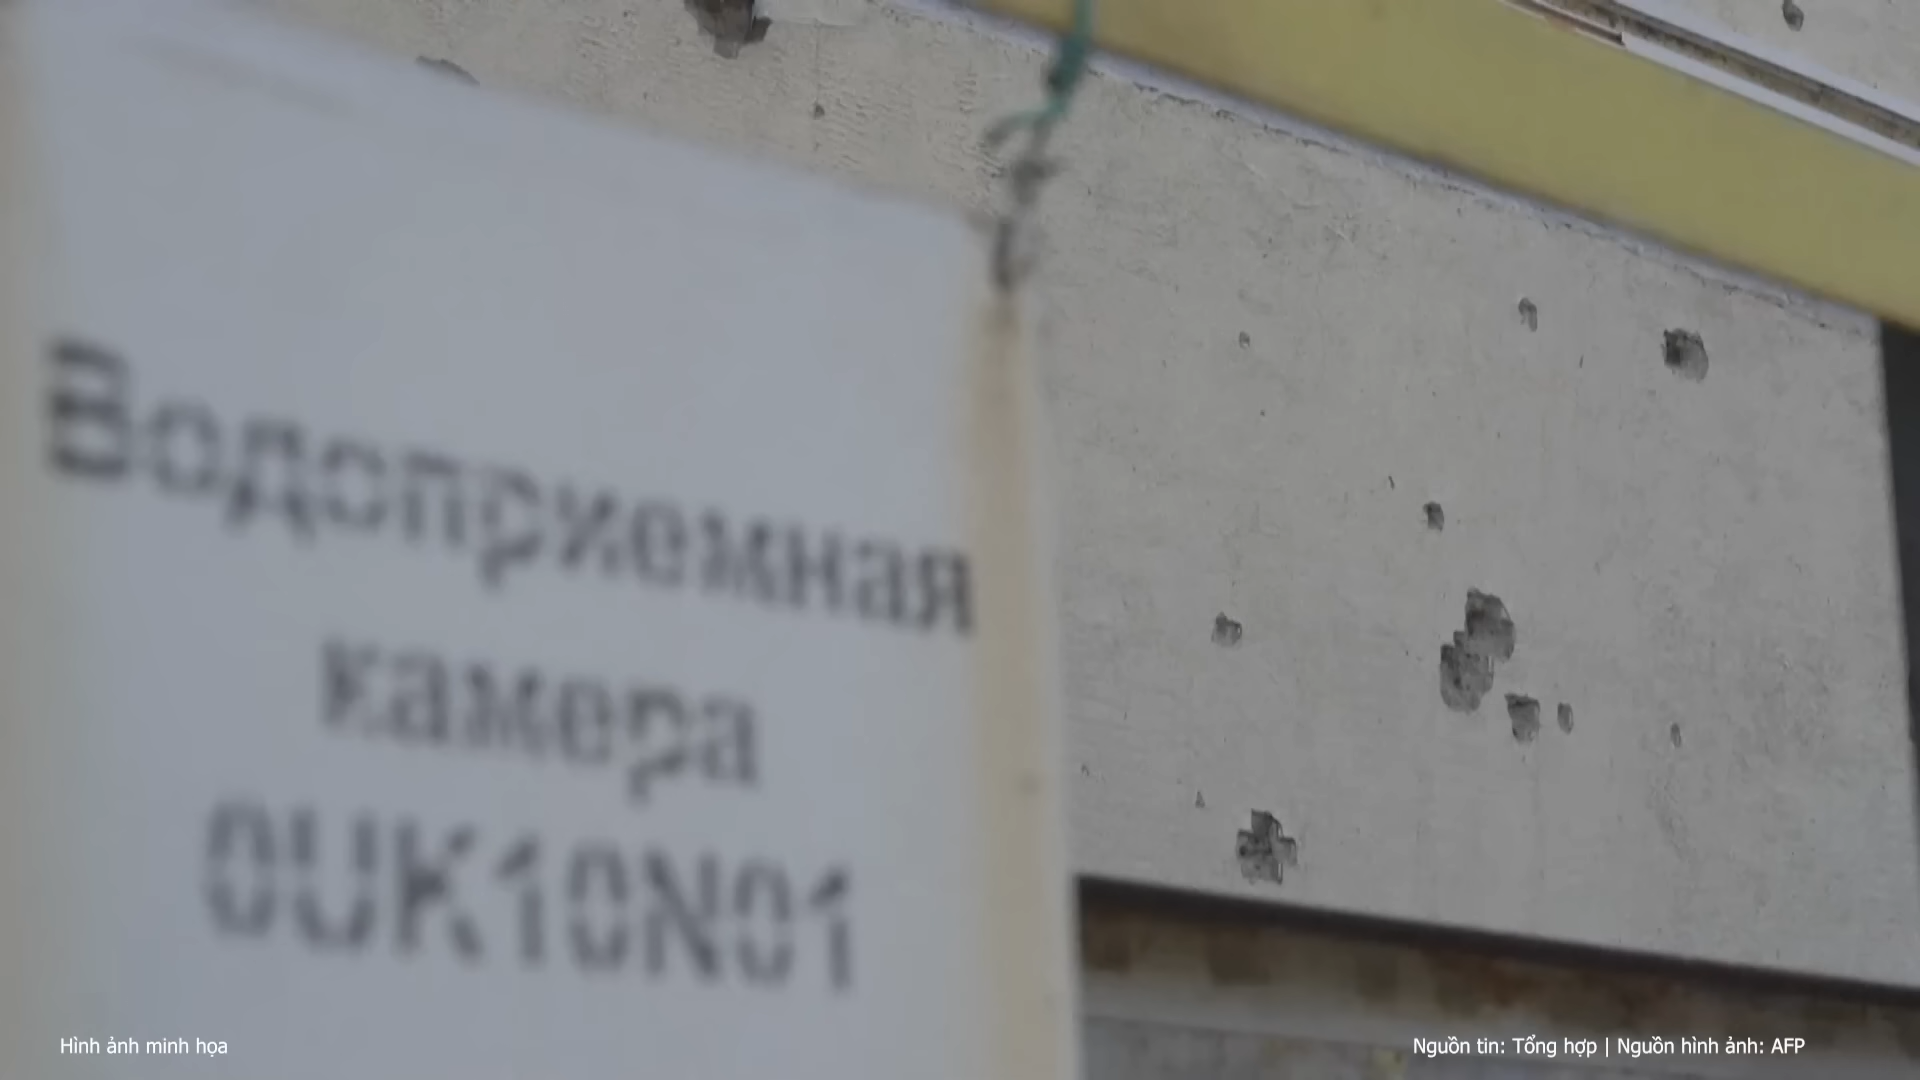 Водоприемная
камера
0UK10N01
Hình ảnh minh họa
Nguồn tin: Tổng hợp | Nguồn hình ảnh: AFP